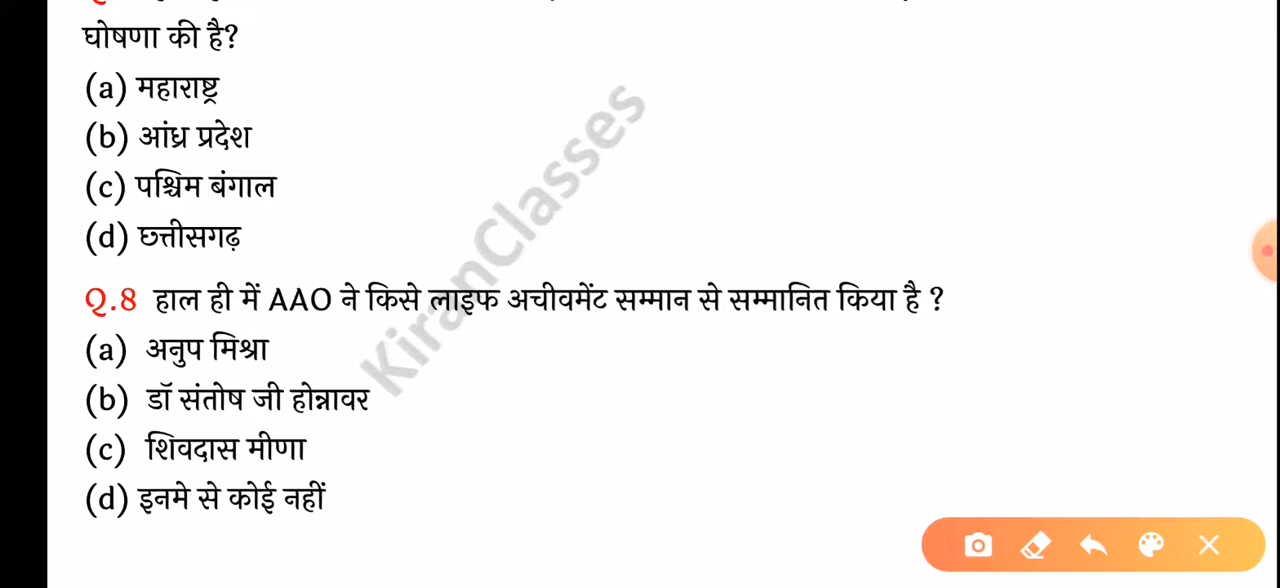 घोषणा की है?
(a) महाराष्ट्र
(b) आंध्र प्रदेश
(c) पश्चिम बंगाल
(d) छत्तीसगढ़
Q.8 हाल ही में AAO ने किसे लाइफ अचीवमेंट सम्मान से सम्मानित किया है ?
(a) अनुप मिश्रा
(b) डॉ संतोष जी होन्नावर
(c) शिवदास मीणा
(d) इनमे से कोई नहीं
KiranClasses